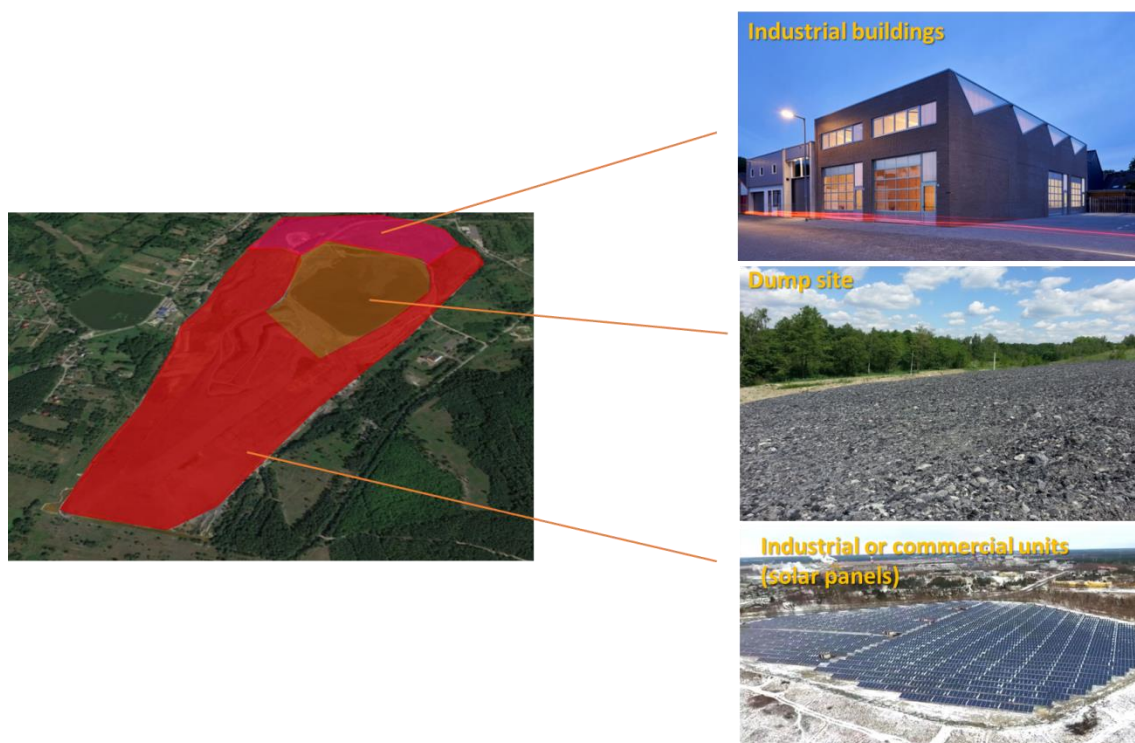 Industrial buildings
Dump site
Industrial or commercial units
(solar panels)